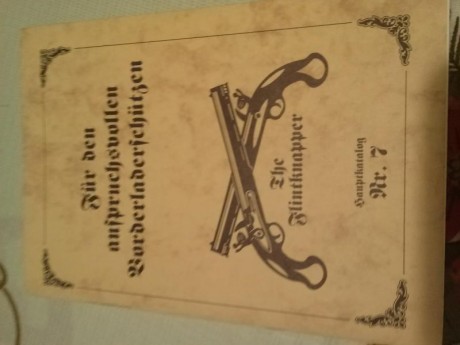 Für den
anspruchsvollen
Vorderladerschützen
The
Flintknapper
Hauptkatalog
Nr. 7